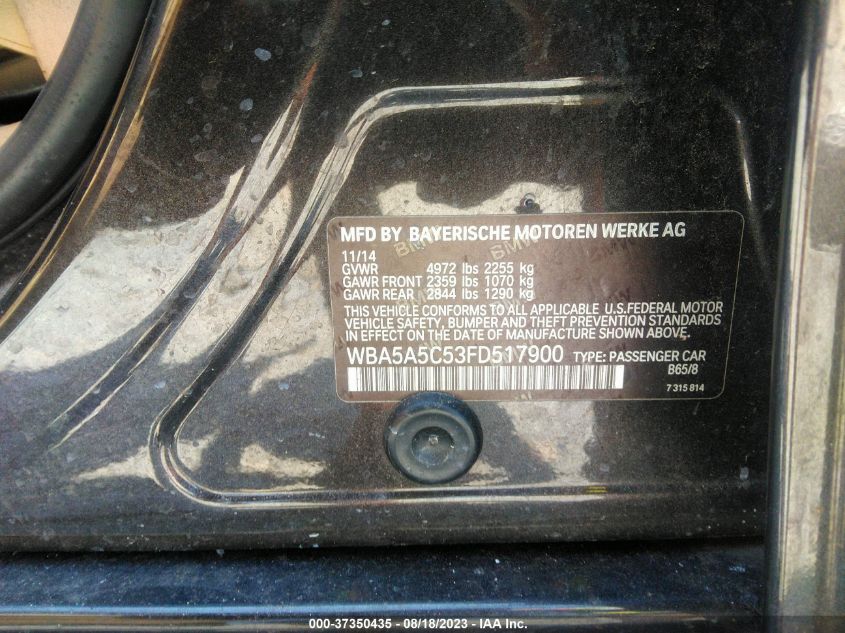 MFD BY BAYERISCHE MOTOREN WERKE AG
11/14
GVWR 4972 lbs 2255 kg
GAWR FRONT 2359 lbs 1070 kg
GAWR REAR 2844 lbs 1290 kg
THIS VEHICLE CONFORMS TO ALL APPLICABLE U.S.FEDERAL MOTOR
VEHICLE SAFETY, BUMPER AND THEFT PREVENTION STANDARDS
IN EFFECT ON THE DATE OF MANUFACTURE SHOWN ABOVE.
WBA5A5C53FD517900 TYPE: PASSENGER CAR
B65/8
7 315 814
000-37350435 - 08/18/2023 - IAA Inc.